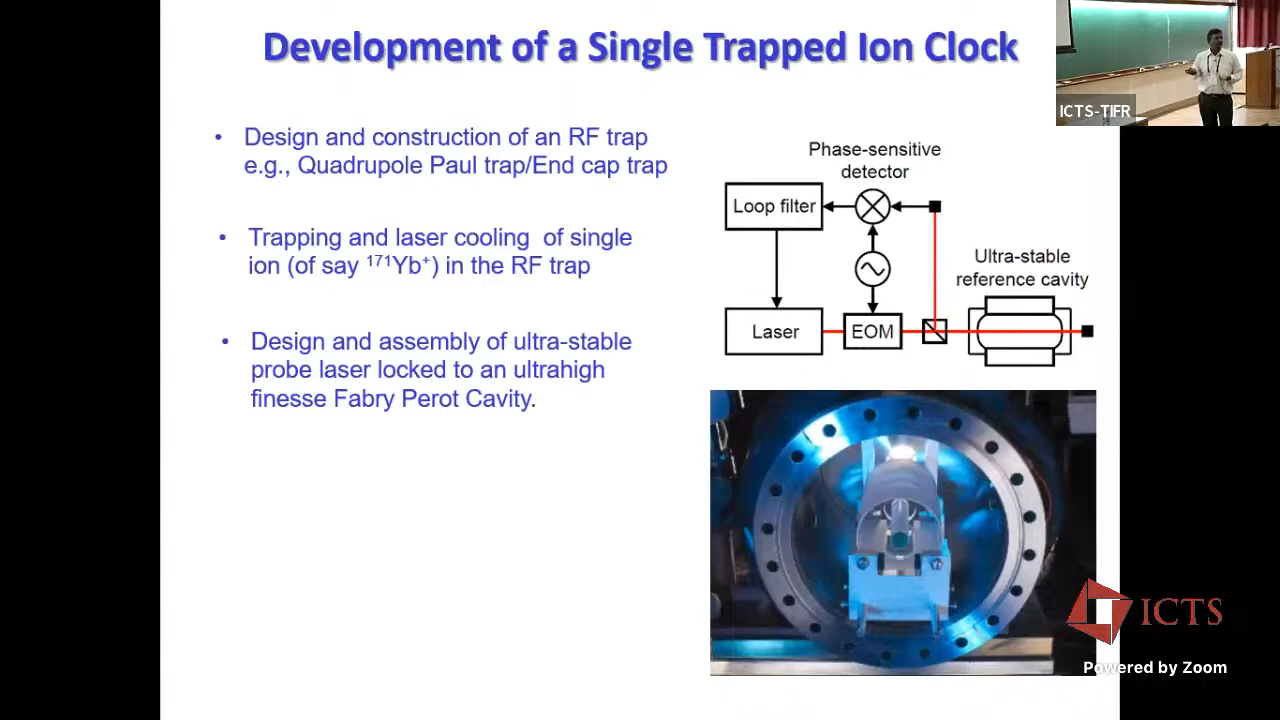 Development of a Single Trapped Ion Clock
ICTS-TIFR
• Design and construction of an RF trap
e.g., Quadrupole Paul trap/End cap trap
• Trapping and laser cooling of single
ion (of say ¹⁷¹Yb⁺) in the RF trap
• Design and assembly of ultra-stable
probe laser locked to an ultrahigh
finesse Fabry Perot Cavity.
Phase-sensitive
detector
Loop filter
Ultra-stable
reference cavity
Laser
EOM
ICTS
Powered by Zoom